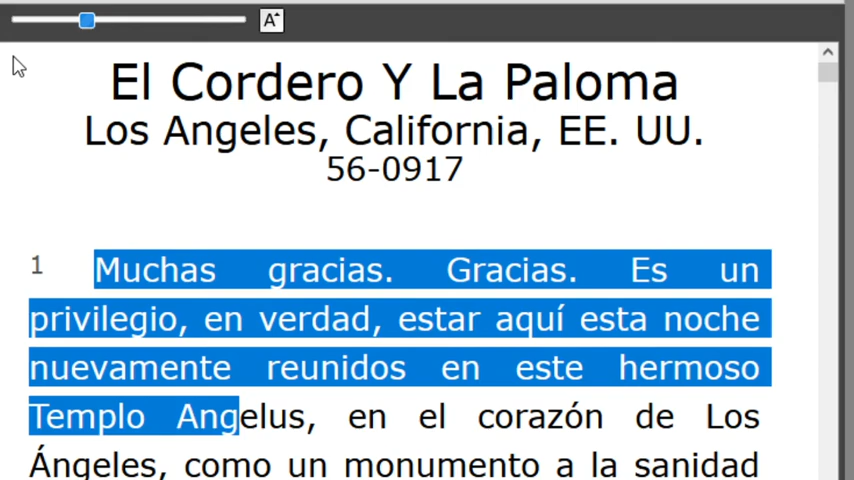 A
El Cordero Y La Paloma
Los Angeles, California, EE. UU.
56-0917
1 Muchas gracias. Gracias. Es un
privilegio, en verdad, estar aquí esta noche
nuevamente reunidos en este hermoso
Templo Angelus, en el corazón de Los
Ángeles, como un monumento a la sanidad